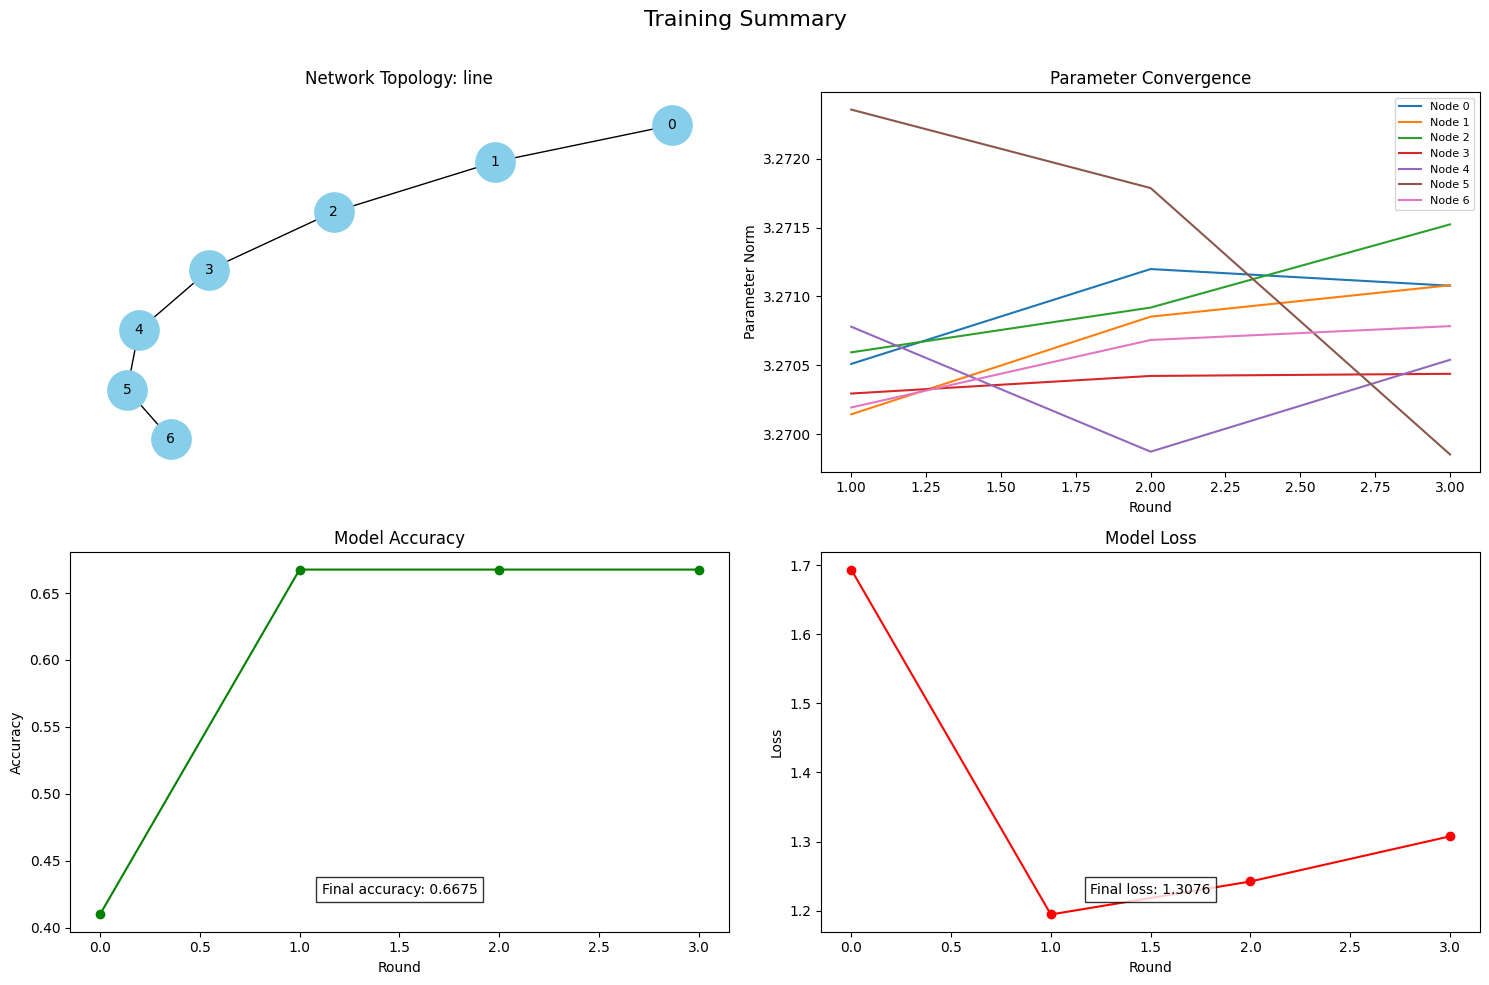 Training Summary
Network Topology: line
0
1
2
3
4
5
6
Parameter Convergence
Parameter Norm
3.2720
3.2715
3.2710
3.2705
3.2700
Node 0
Node 1
Node 2
Node 3
Node 4
Node 5
Node 6
1.00 1.25 1.50 1.75 2.00 2.25 2.50 2.75 3.00
Round
Model Accuracy
Accuracy
0.65
0.60
0.55
0.50
0.45
0.40
Final accuracy: 0.6675
0.0 0.5 1.0 1.5 2.0 2.5 3.0
Round
Model Loss
Loss
1.7
1.6
1.5
1.4
1.3
1.2
Final loss: 1.3076
0.0 0.5 1.0 1.5 2.0 2.5 3.0
Round